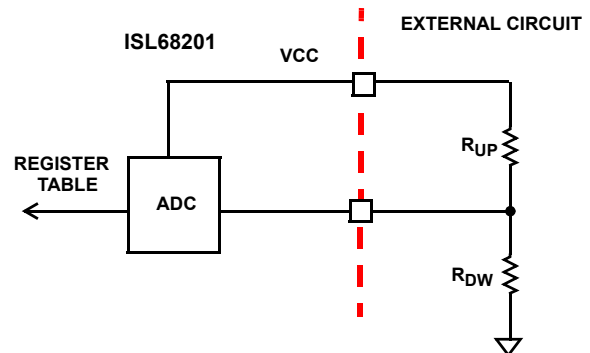 EXTERNAL CIRCUIT
ISL68201
VCC
RUP
REGISTER
TABLE
ADC
RDW